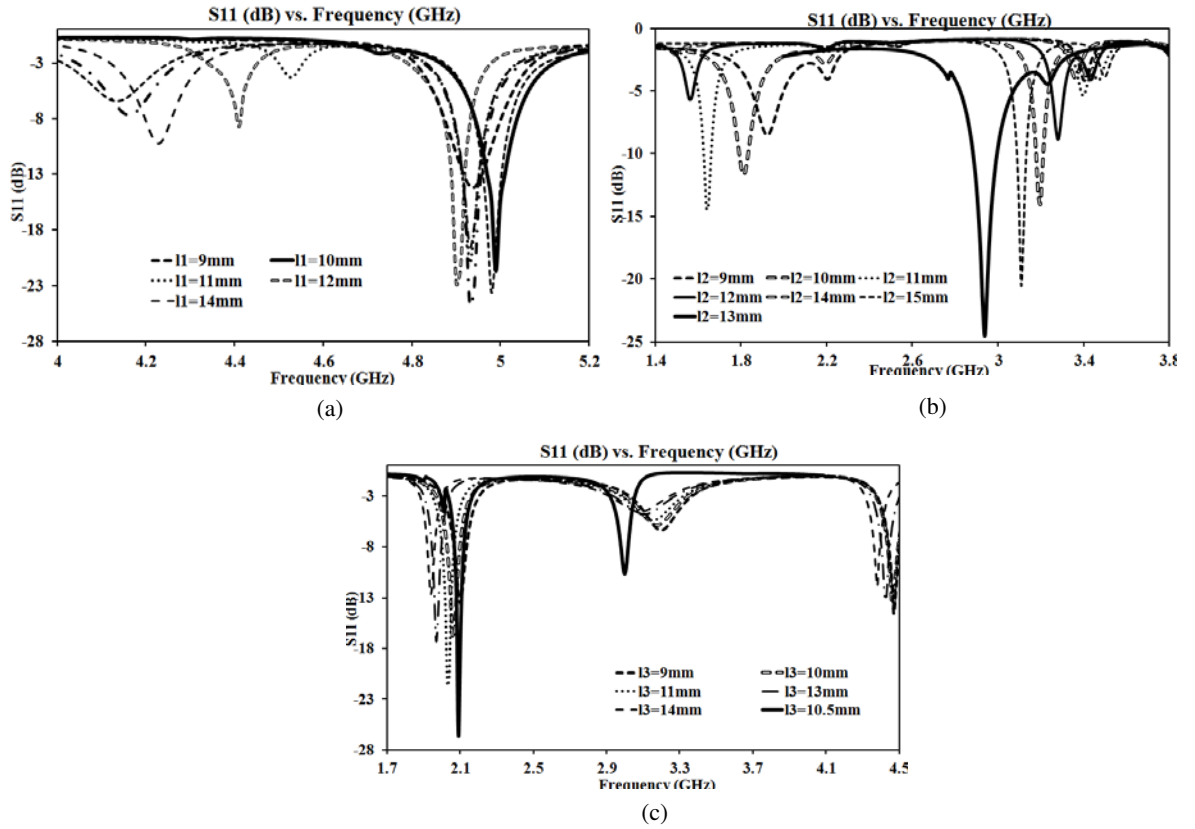 S11 (dB) vs. Frequency (GHz)
-3
-8
-13
-18
-23
-28
S11 (dB)
l1=9mm
l1=10mm
l1=11mm
l1=12mm
l1=14mm
4
4.2
4.4
4.6
4.8
5
5.2
Frequency (GHz)
(a)
S11 (dB) vs. Frequency (GHz)
0
-5
-10
-15
-20
-25
S11 (dB)
l2=9mm
l2=10mm
l2=11mm
l2=12mm
l2=14mm
l2=15mm
l2=13mm
1.4
1.8
2.2
2.6
3
3.4
3.8
Frequency (GHz)
(b)
S11 (dB) vs. Frequency (GHz)
-3
-8
-13
-18
-23
-28
S11 (dB)
l3=9mm
l3=10mm
l3=11mm
l3=13mm
l3=14mm
l3=10.5mm
1.7
2.1
2.5
2.9
3.3
3.7
4.1
4.5
Frequency (GHz)
(c)